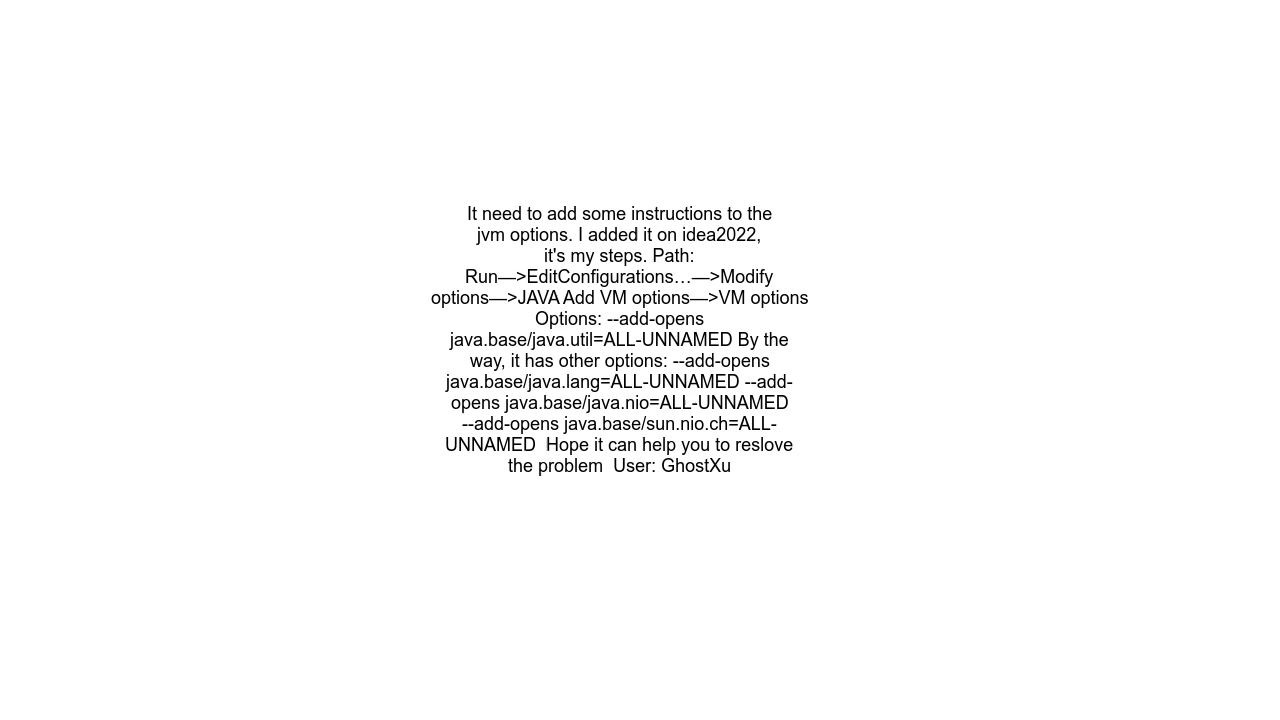 It need to add some instructions to the
jvm options. I added it on idea2022,
it's my steps. Path:
Run—>EditConfigurations…—>Modify
options—>JAVA Add VM options—>VM options
Options: --add-opens
java.base/java.util=ALL-UNNAMED By the
way, it has other options: --add-opens
java.base/java.lang=ALL-UNNAMED --add-
opens java.base/java.nio=ALL-UNNAMED
--add-opens java.base/sun.nio.ch=ALL-
UNNAMED  Hope it can help you to reslove
the problem  User: GhostXu